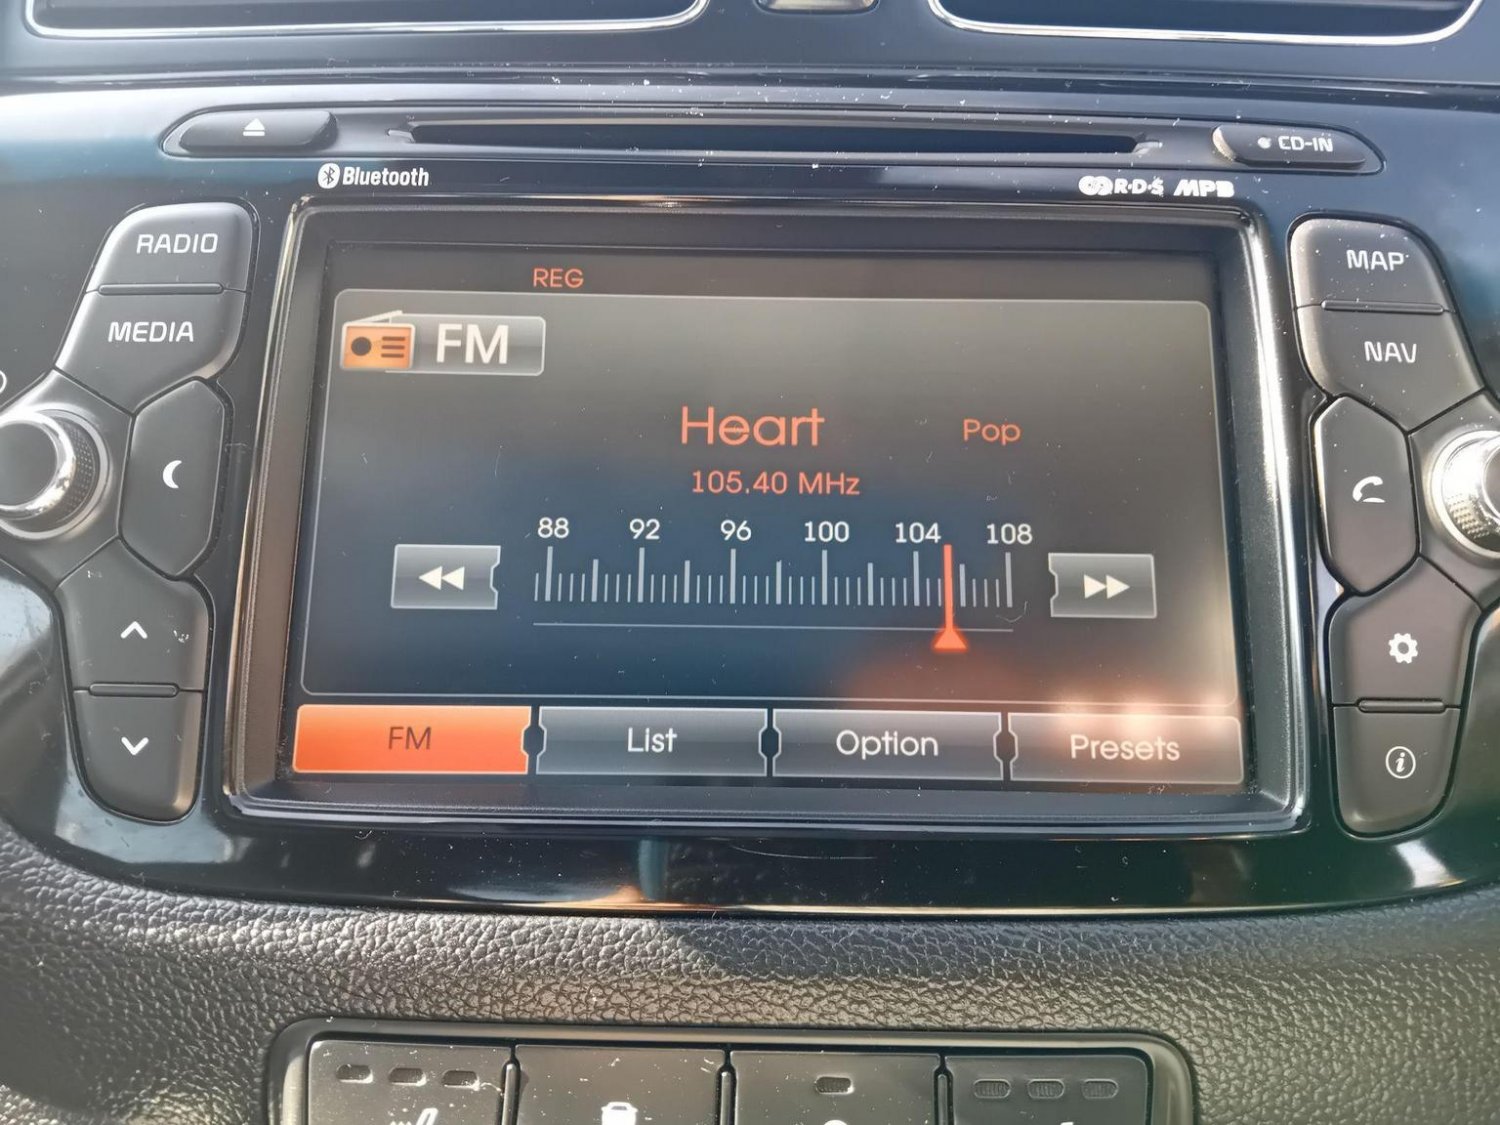 CD-IN
Bluetooth
R·D·S MP3
RADIO
MEDIA
MAP
NAV
REG
FM
Heart
Pop
105.40 MHz
88 92 96 100 104 108
FM
List
Option
Presets